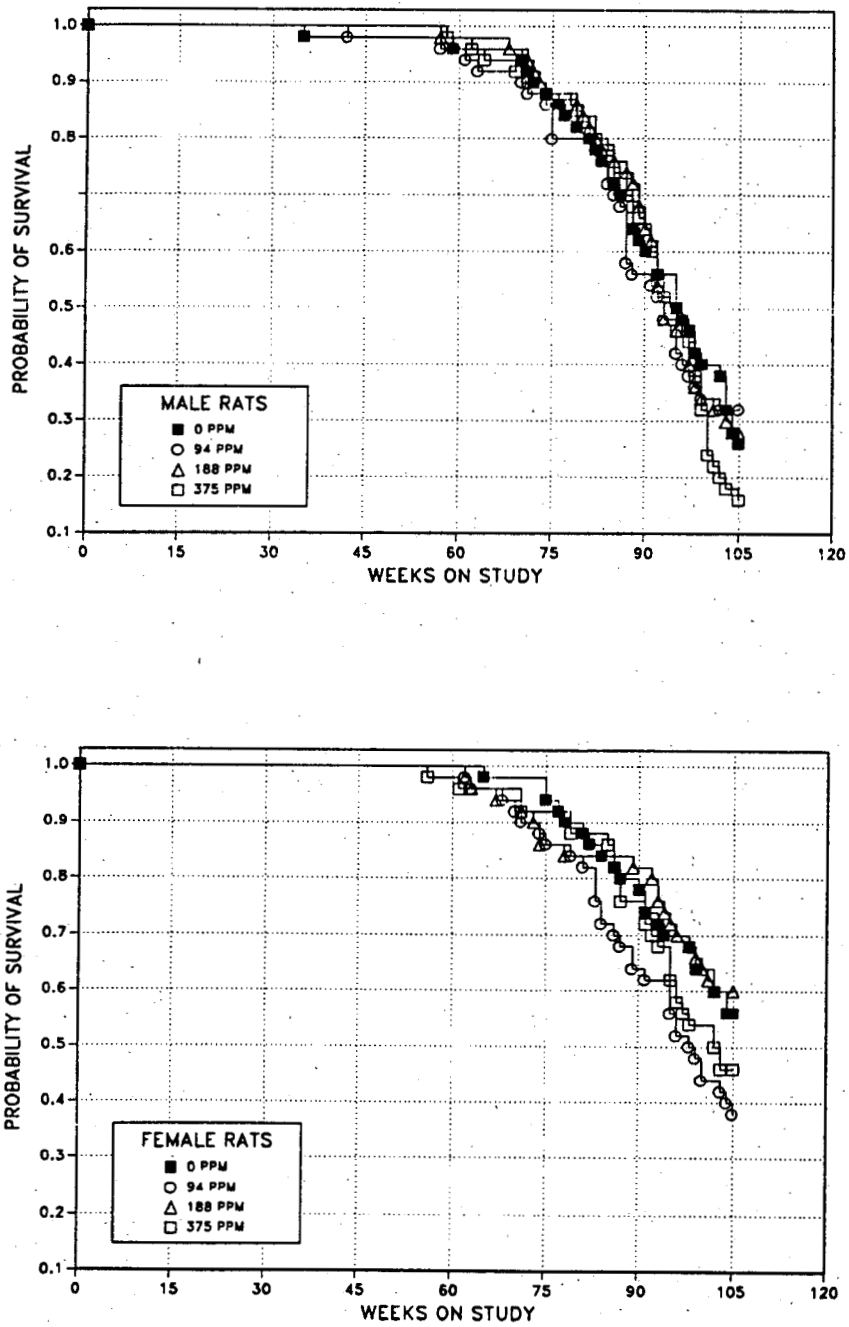 1.0
0.9
0.8
0.6
0.5
0.4
0.3
0.2
0.1
PROBABILITY OF SURVIVAL
MALE RATS
0 PPM
94 PPM
188 PPM
375 PPM
0 15 30 45 60 75 90 105 120
WEEKS ON STUDY
1.0
0.9
0.8
0.7
0.6
0.5
0.4
0.3
0.2
0.1
PROBABILITY OF SURVIVAL
FEMALE RATS
0 PPM
94 PPM
188 PPM
375 PPM
0 15 30 45 60 75 90 105 120
WEEKS ON STUDY